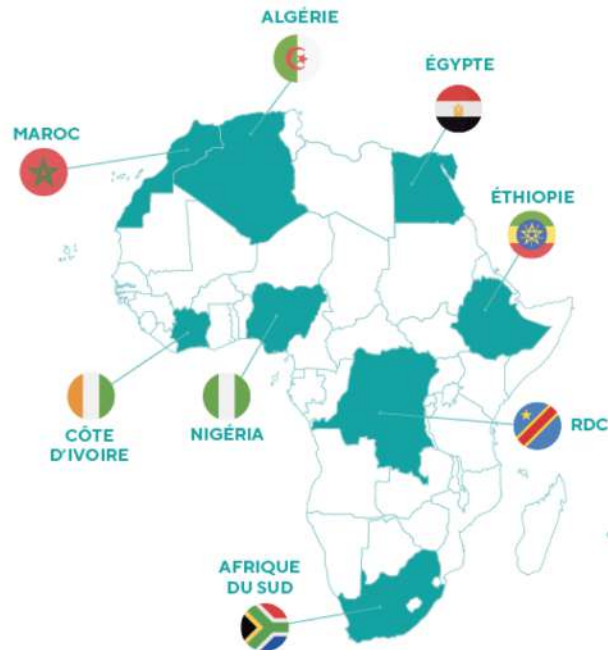 ALGÉRIE
ÉGYPTE
MAROC
ÉTHIOPIE
CÔTE
D'IVOIRE
NIGÉRIA
RDC
AFRIQUE
DU SUD